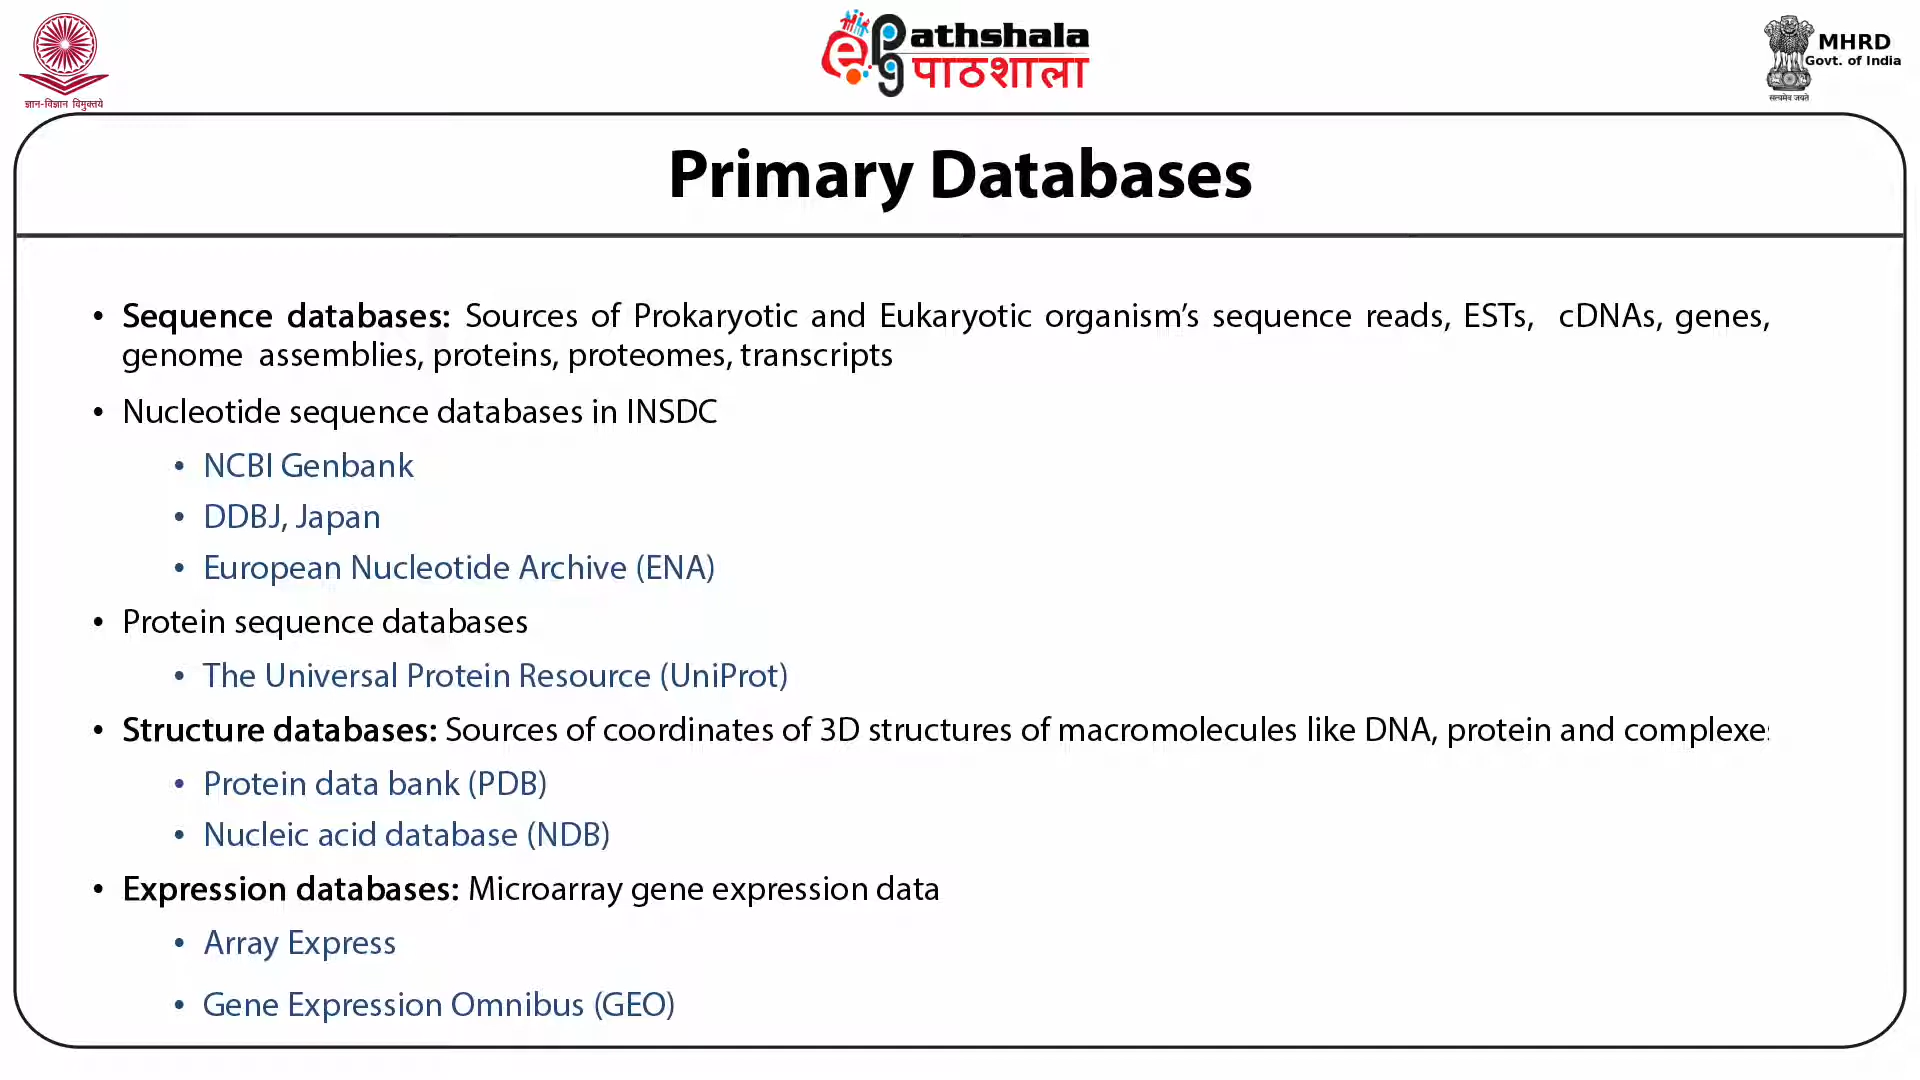 ज्ञान-विज्ञान विमुक्तये
ePathshala
पाठशाला
MHRD
Govt. of India
सत्यमेव जयते
Primary Databases
• Sequence databases: Sources of Prokaryotic and Eukaryotic organism's sequence reads, ESTs, cDNAs, genes,
genome assemblies, proteins, proteomes, transcripts
• Nucleotide sequence databases in INSDC
• NCBI Genbank
• DDBJ, Japan
• European Nucleotide Archive (ENA)
• Protein sequence databases
• The Universal Protein Resource (UniProt)
• Structure databases: Sources of coordinates of 3D structures of macromolecules like DNA, protein and complexes
• Protein data bank (PDB)
• Nucleic acid database (NDB)
• Expression databases: Microarray gene expression data
• Array Express
• Gene Expression Omnibus (GEO)